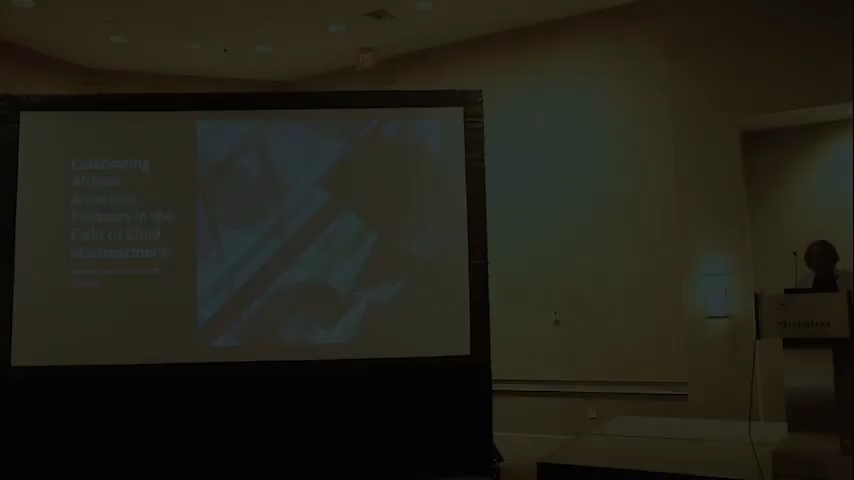 Celebrating
African
American
Pioneers in the
Field of Child
Maltreatment:
Sheraton